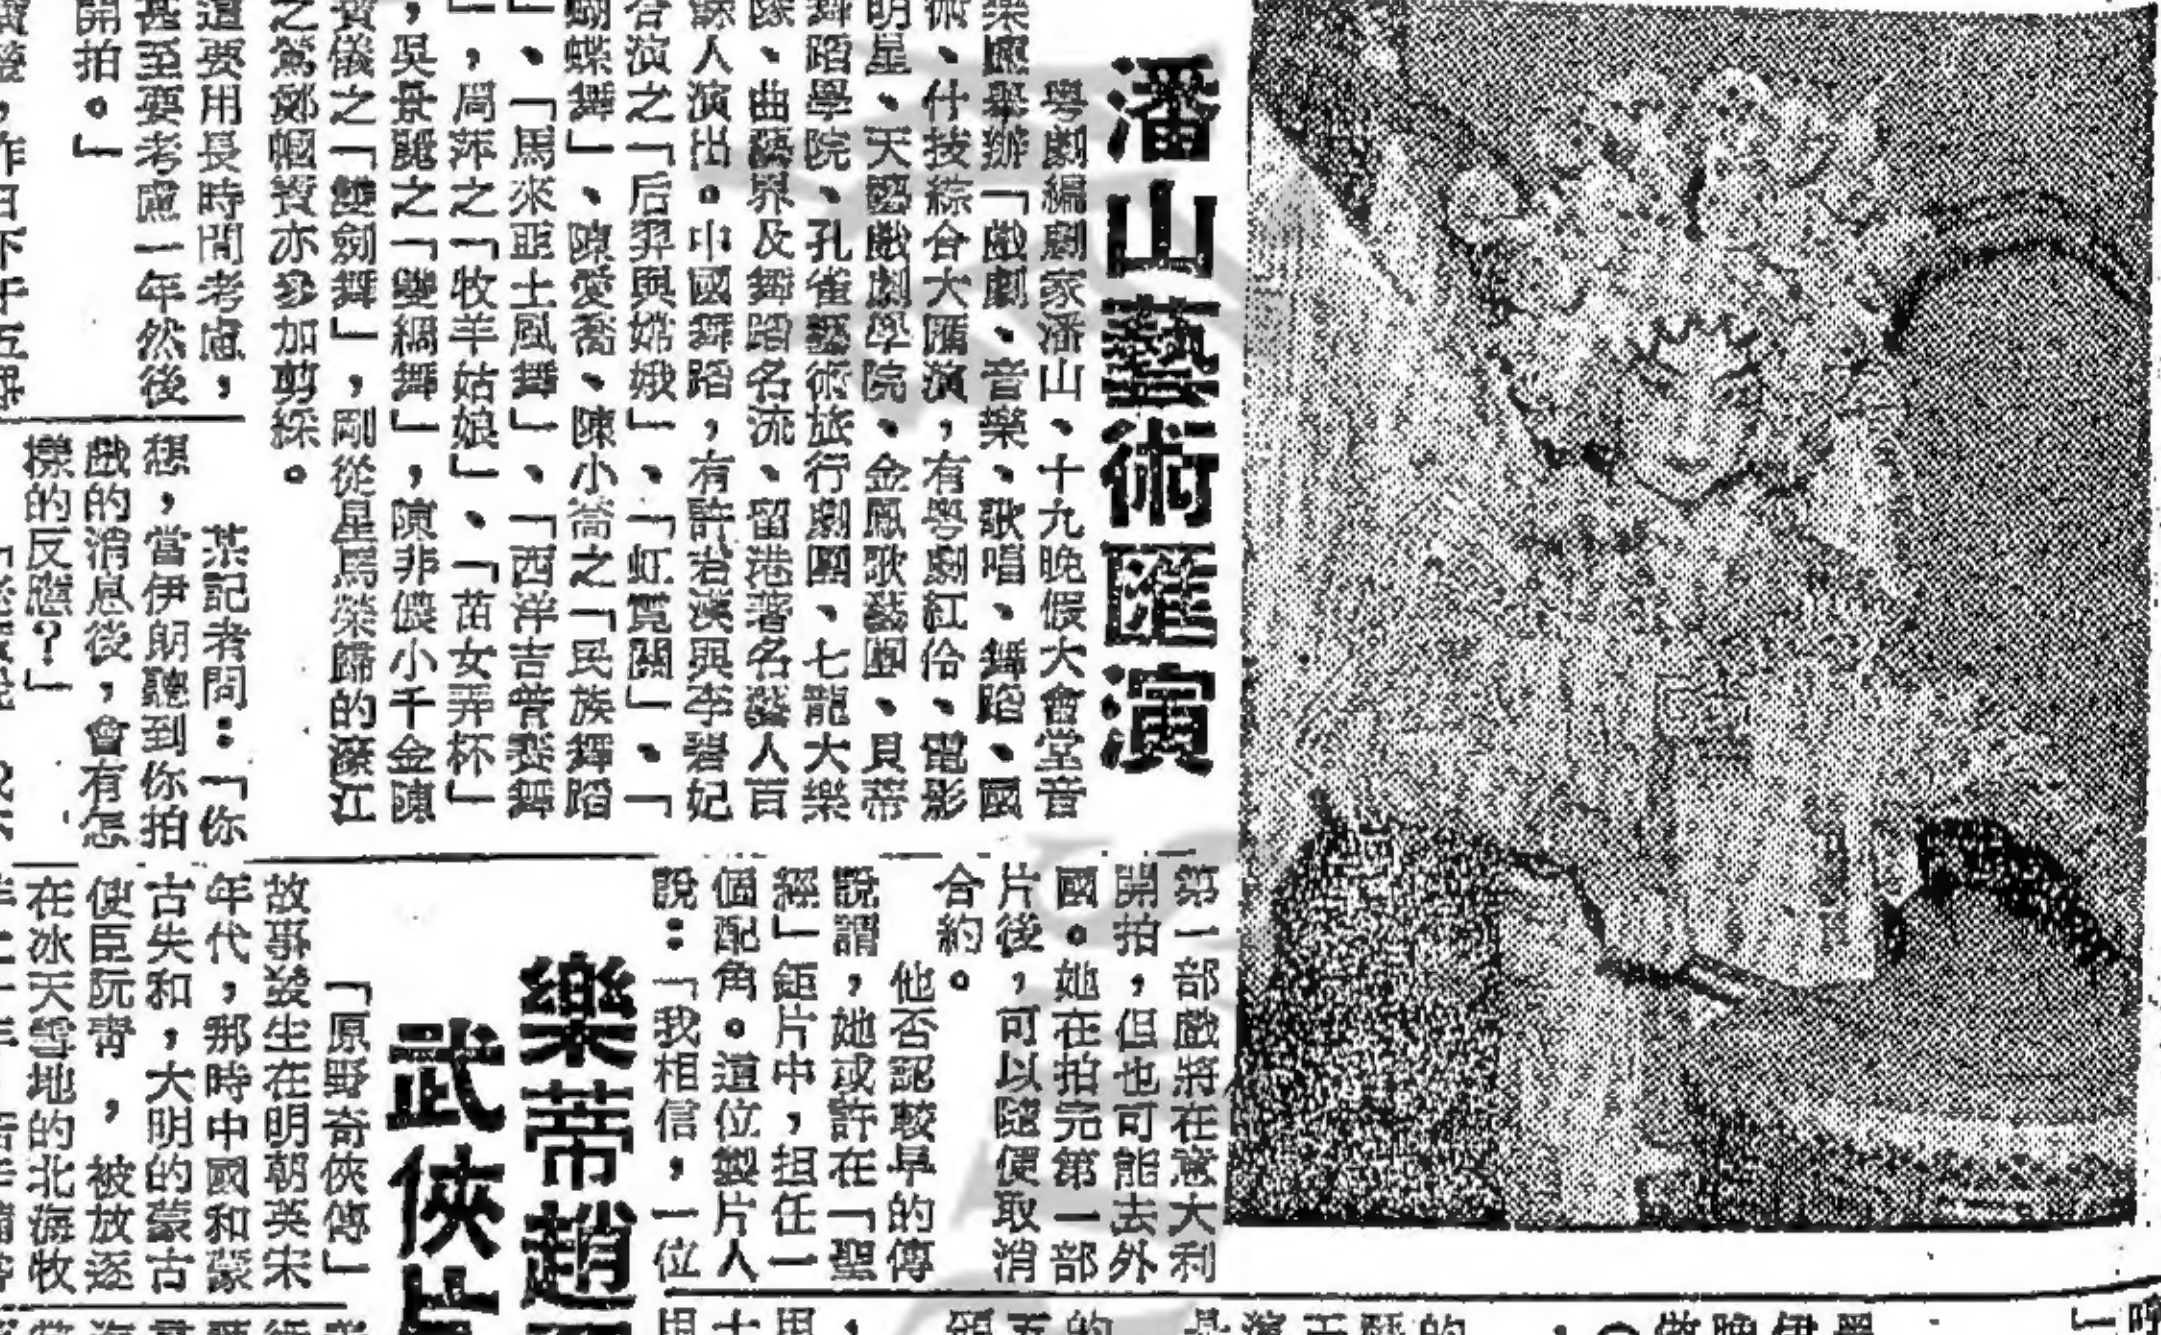 潘山藝術匯演
粵劇編劇家潘山、十九晚假大會堂音
樂廳舉辦「戲劇、音樂、歌唱、舞蹈、國
術、什技綜合大匯演，有粵劇紅伶、電影
明星、天藝戲劇學院、金鳳歌藝團、貝蒂
舞蹈學院、孔雀藝術旅行劇團、七龍大樂
隊、曲藝界及舞蹈名流、留港著名藝人百
餘人演出。中國舞蹈，有許君漢與李碧妃
合演之「后羿與嫦娥」、「虹霓關」、「
蝴蝶舞」、陳愛喬、陳小喬之「民族舞蹈
」、「馬來亞土風舞」、「西洋吉普賽舞
」，周萍之「牧羊姑娘」、「苗女弄杯」
，吳景麗之「雙綢舞」，陳非儂小千金陳
寶儀之「雙劍舞」，剛從星馬榮歸的濠江
之鶯鄭幗寶亦參加剪綵。
這要用長時間考慮，
甚至要考慮一年然後
開拍。」
某記者問：「你
想，當伊朗聽到你拍
戲的消息後，會有怎
樣的反應？」
第一部戲將在意大利
開拍，但也可能去外
國。她在拍完第一部
片後，可以隨便取消
合約。
他否認較早的傳
說謂，她或許在「聖
經」鉅片中，担任一
個配角。這位製片人
說：「我相信，一位
樂蒂趙
武俠片
「原野奇俠傳」
故事發生在明朝英宋
年代，那時中國和蒙
古失和，大明的蒙古
使臣阮青，被放逐
在冰天雪地的北海牧